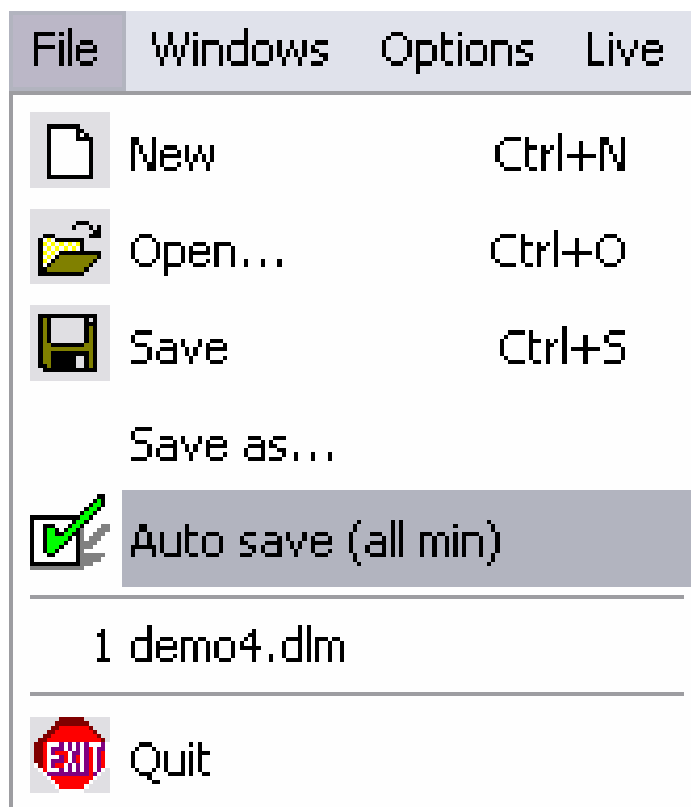 File Windows Options Live
New Ctrl+N
Open... Ctrl+O
Save Ctrl+S
Save as...
Auto save (all min)
1 demo4.dlm
EXIT Quit